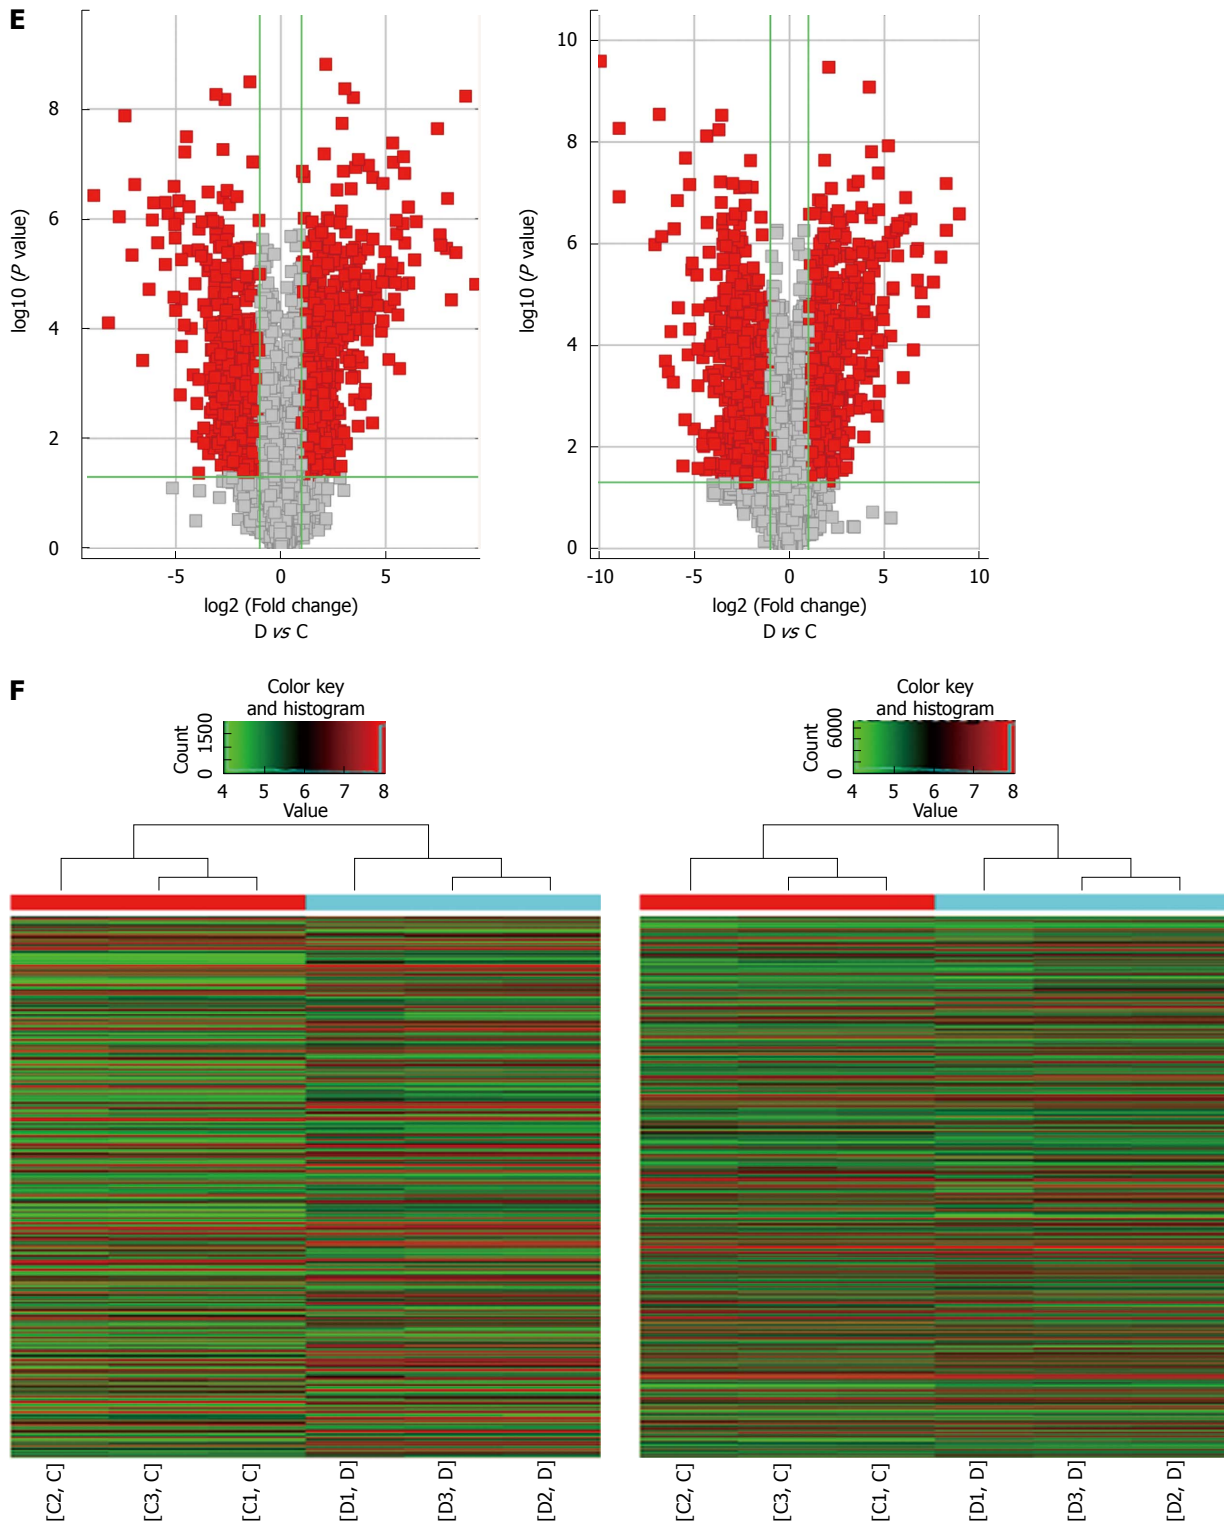 E
8
6
4
2
0
log10 (P value)
-5
0
5
log2 (Fold change)
D vs C
10
8
6
4
2
0
log10 (P value)
-10
-5
0
5
10
log2 (Fold change)
D vs C
F
Color key
and histogram
Count
0 1500
4 5 6 7 8
Value
Color key
and histogram
Count
0 6000
4 5 6 7 8
Value
[C2, C]
[C3, C]
[C1, C]
[D1, D]
[D3, D]
[D2, D]
[C2, C]
[C3, C]
[C1, C]
[D1, D]
[D3, D]
[D2, D]